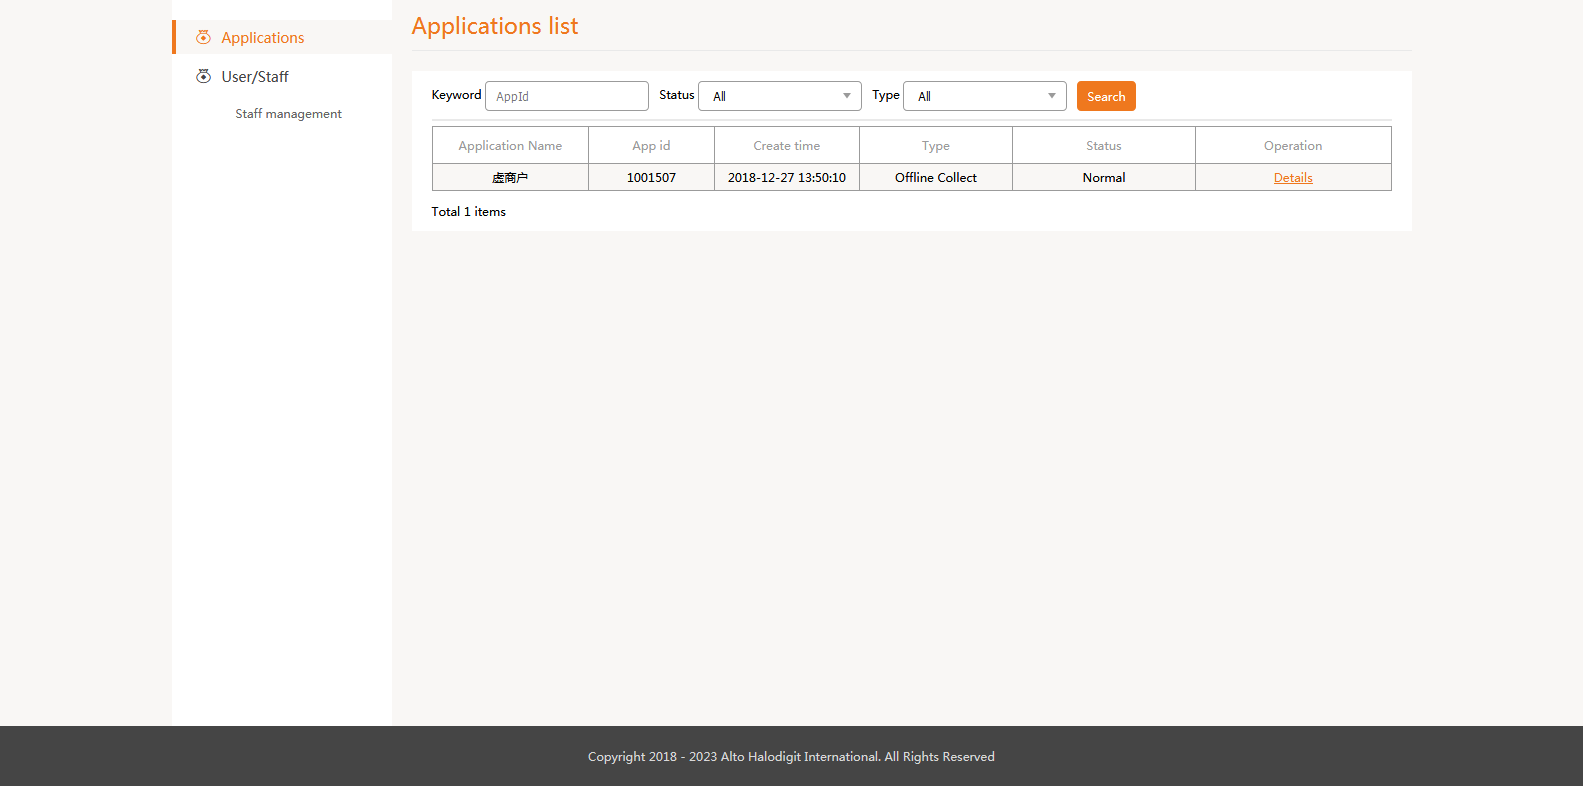 Applications
User/Staff
Staff management
Applications list
Keyword AppId Status All Type All Search
Application Name App id Create time Type Status Operation
虚商户 1001507 2018-12-27 13:50:10 Offline Collect Normal Details
Total 1 items
Copyright 2018 - 2023 Alto Halodigit International. All Rights Reserved